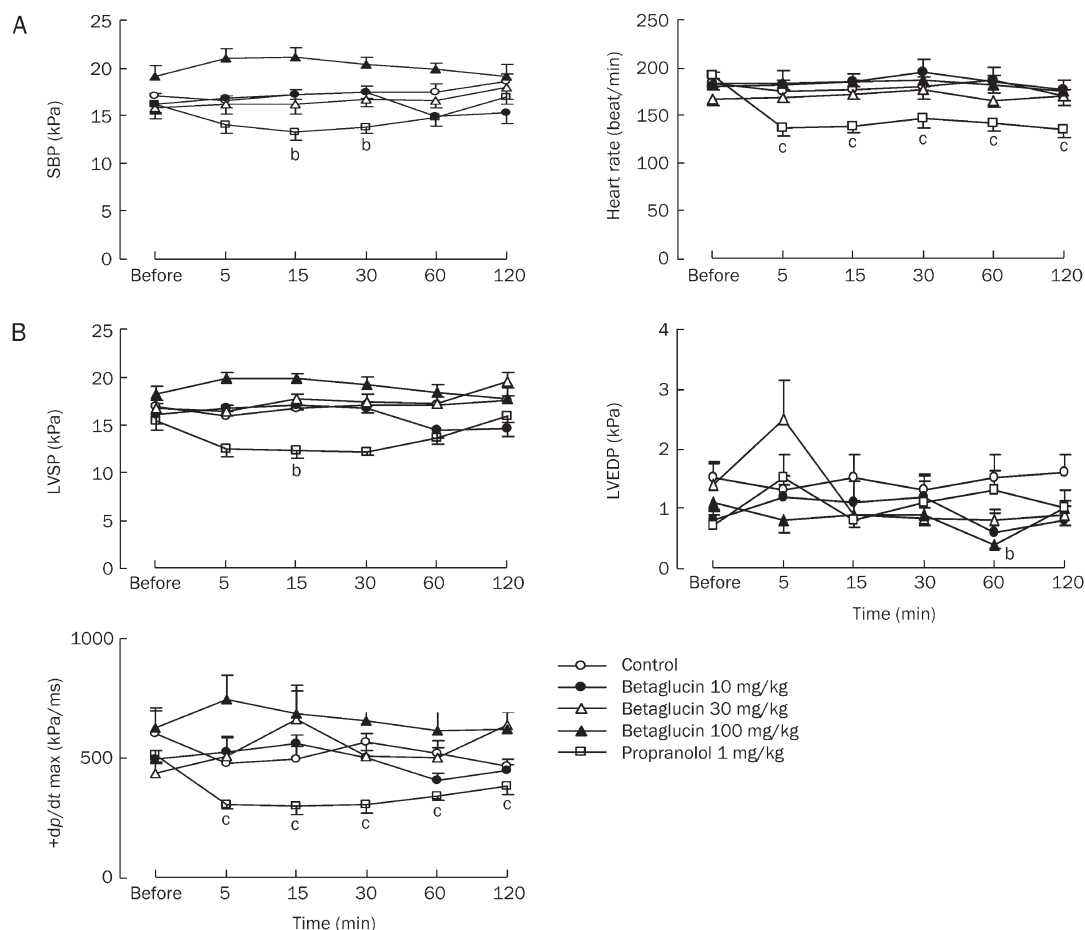 A
SBP (kPa)
25
20
15
10
5
0
b
b
Before 5 15 30 60 120
Heart rate (beat/min)
250
200
150
100
50
0
c
c
c
c
c
Before 5 15 30 60 120
B
LVSP (kPa)
25
20
15
10
5
0
b
Before 5 15 30 60 120
LVEDP (kPa)
4
3
2
1
0
b
Before 5 15 30 60 120
Time (min)
+dp/dt max (kPa/ms)
1000
500
0
c
c
c
c
c
Before 5 15 30 60 120
Time (min)
Control
Betaglucin 10 mg/kg
Betaglucin 30 mg/kg
Betaglucin 100 mg/kg
Propranolol 1 mg/kg